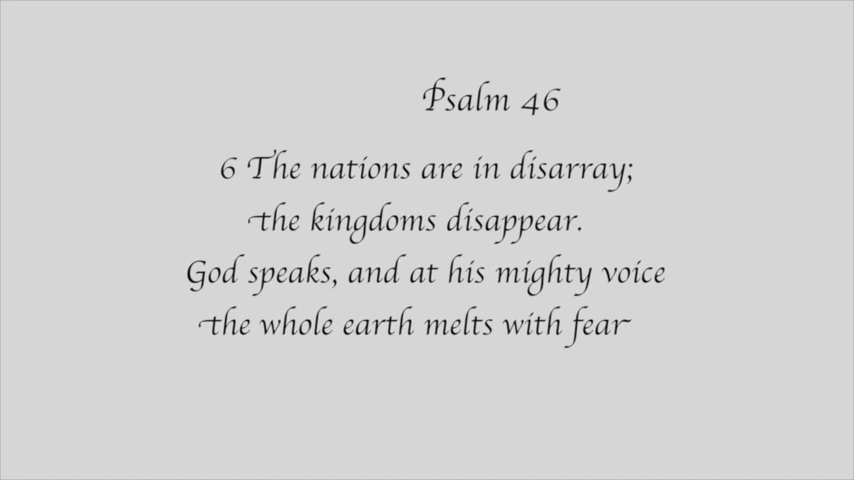 Psalm 46
6 The nations are in disarray;
the kingdoms disappear.
God speaks, and at his mighty voice
the whole earth melts with fear